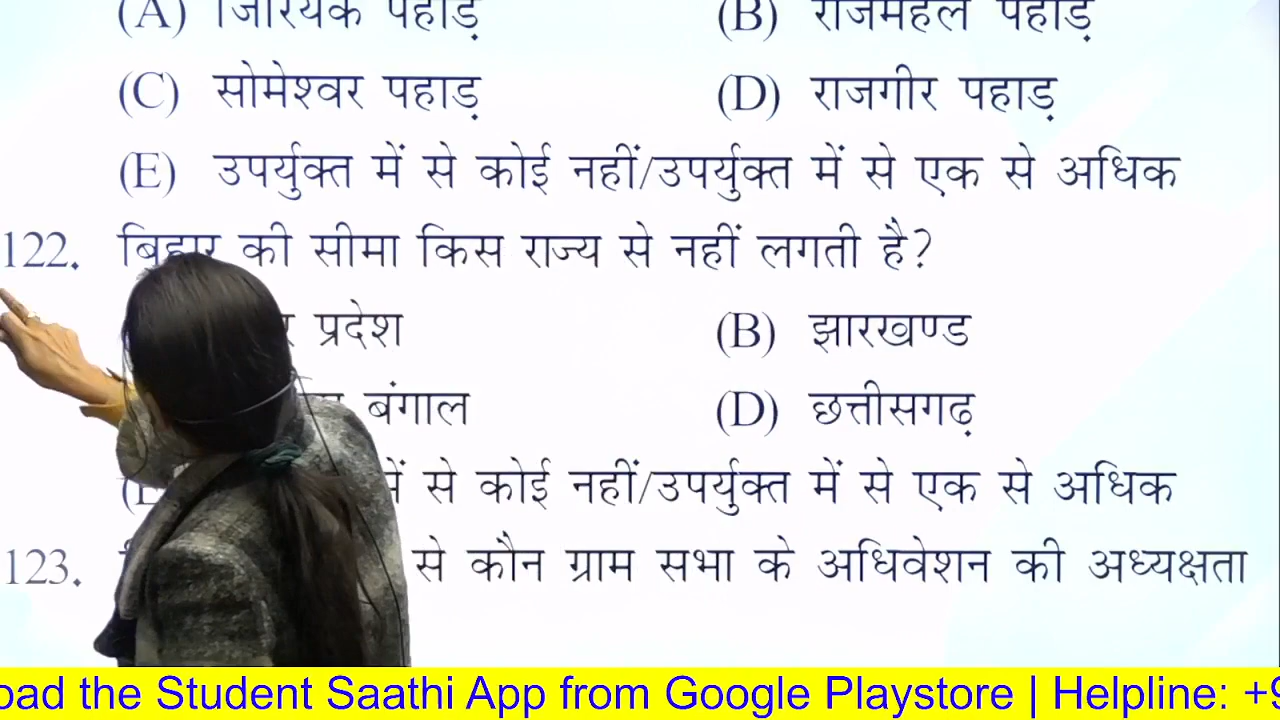 (A) जिरियक पहाड़ (B) राजमहल पहाड़
(C) सोमेश्वर पहाड़ (D) राजगीर पहाड़
(E) उपर्युक्त में से कोई नहीं/उपर्युक्त में से एक से अधिक
122. बिहार की सीमा किस राज्य से नहीं लगती है?
प्रदेश (B) झारखण्ड
बंगाल (D) छत्तीसगढ़
में से कोई नहीं/उपर्युक्त में से एक से अधिक
123. से कौन ग्राम सभा के अधिवेशन की अध्यक्षता
the Student Saathi App from Google Playstore | Helpline: